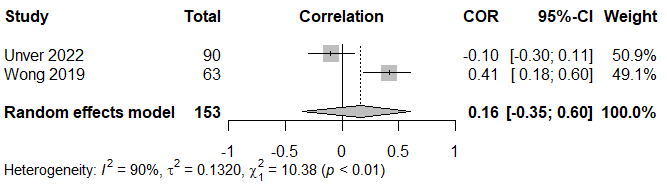 Study Total Correlation COR 95%-CI Weight
Unver 2022 90 -0.10 [-0.30; 0.11] 50.9%
Wong 2019 63 0.41 [ 0.18; 0.60] 49.1%
Random effects model 153 0.16 [-0.35; 0.60] 100.0%
-1 -0.5 0 0.5 1
Heterogeneity: I² = 90%, τ² = 0.1320, χ²₁ = 10.38 (p < 0.01)